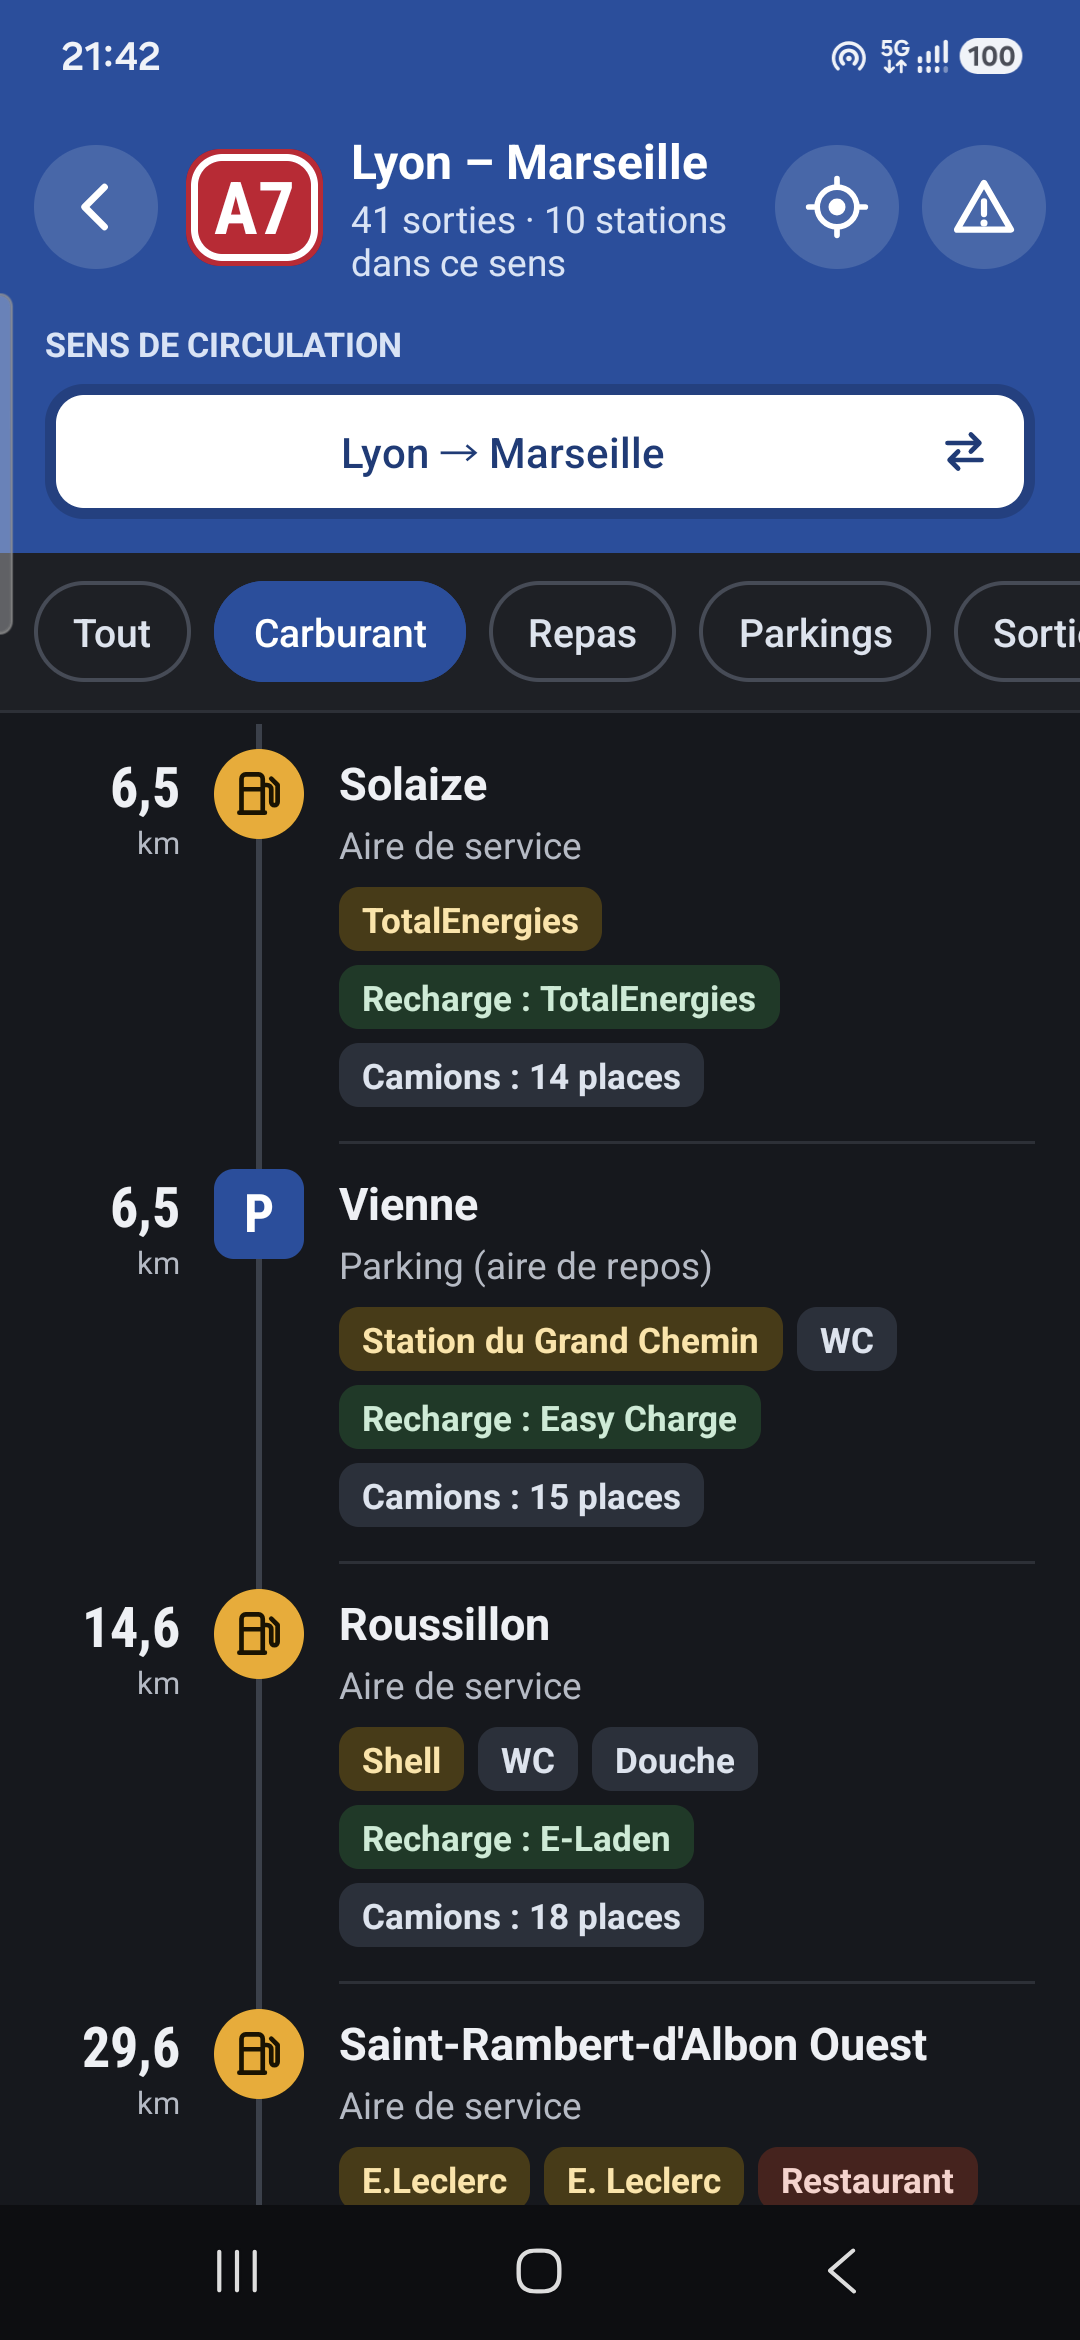 21:42
5G 100
A7
Lyon – Marseille
41 sorties · 10 stations
dans ce sens
SENS DE CIRCULATION
Lyon → Marseille
Tout Carburant Repas Parkings Sorti
6,5 km
Solaize
Aire de service
TotalEnergies
Recharge : TotalEnergies
Camions : 14 places
6,5 km
P
Vienne
Parking (aire de repos)
Station du Grand Chemin WC
Recharge : Easy Charge
Camions : 15 places
14,6 km
Roussillon
Aire de service
Shell WC Douche
Recharge : E-Laden
Camions : 18 places
29,6 km
Saint-Rambert-d'Albon Ouest
Aire de service
E.Leclerc E. Leclerc Restaurant